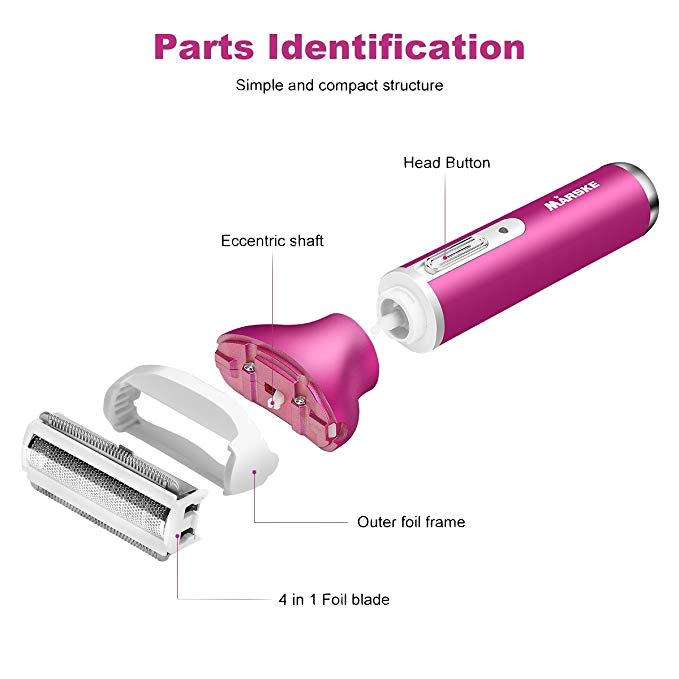 Parts Identification
Simple and compact structure
Head Button
MARSKE
Eccentric shaft
Outer foil frame
4 in 1 Foil blade